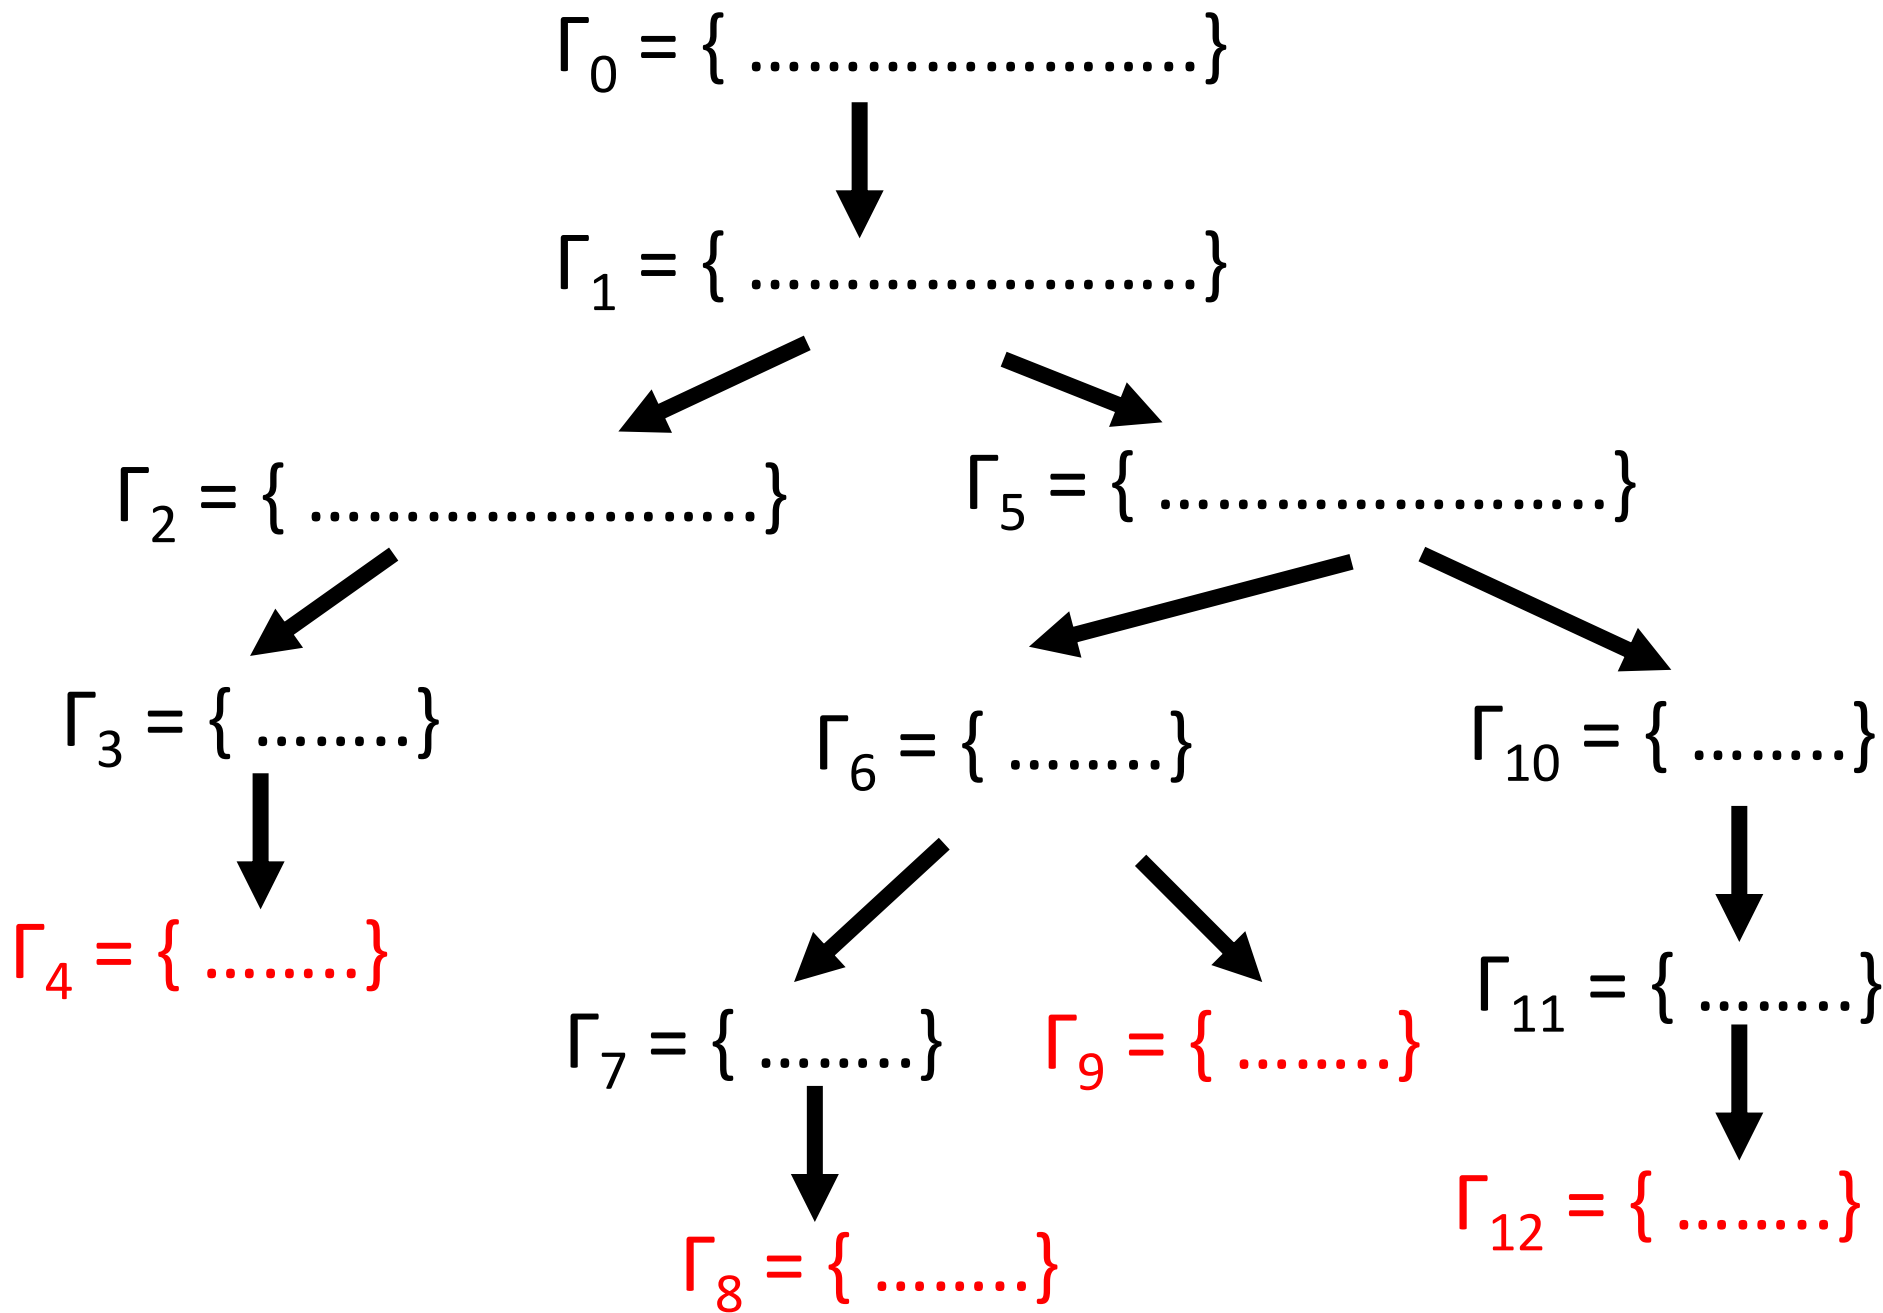 Γ0 = { .......................}
Γ1 = { .......................}
Γ2 = { .......................}
Γ5 = { .......................}
Γ3 = { ........}
Γ6 = { ........}
Γ10 = { ........}
Γ4 = { ........}
Γ7 = { ........}
Γ9 = { ........}
Γ11 = { ........}
Γ8 = { ........}
Γ12 = { ........}